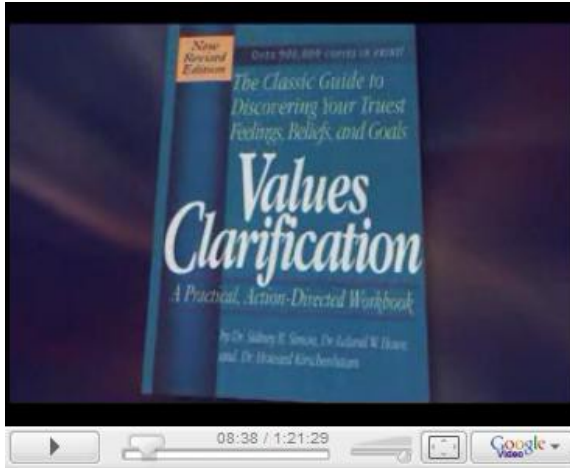 New
Revised
Edition
Over 900,000 copies in print!
The Classic Guide to
Discovering Your Truest
Feelings, Beliefs, and Goals
Values
Clarification
A Practical, Action-Directed Workbook
by Dr. Sidney B. Simon, Dr. Leland W. Howe,
and Dr. Howard Kirschenbaum
08:38 / 1:21:29
Google
Video